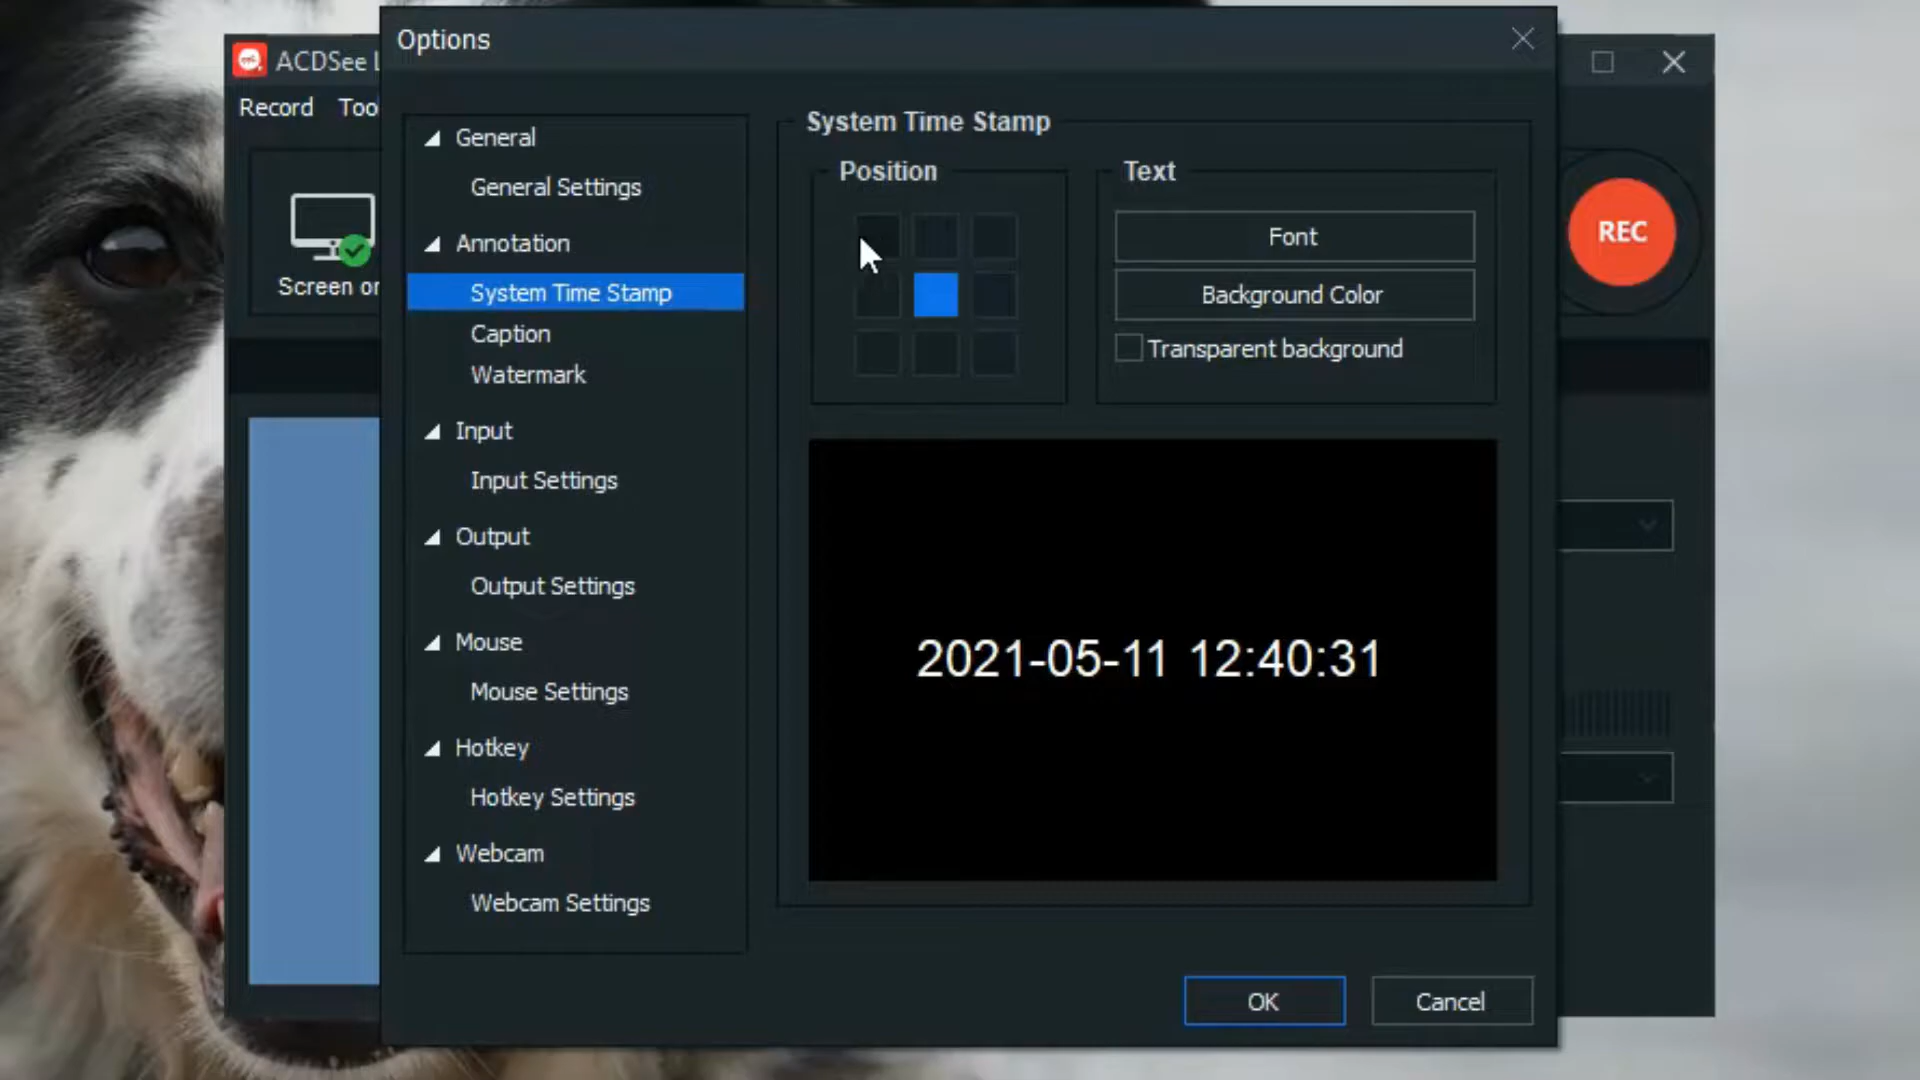 Options
ACDSee
Record
Screen
REC
General
General Settings
Annotation
System Time Stamp
Caption
Watermark
Input
Input Settings
Output
Output Settings
Mouse
Mouse Settings
Hotkey
Hotkey Settings
Webcam
Webcam Settings
System Time Stamp
Position
Text
Font
Background Color
Transparent background
2021-05-11 12:40:31
OK
Cancel